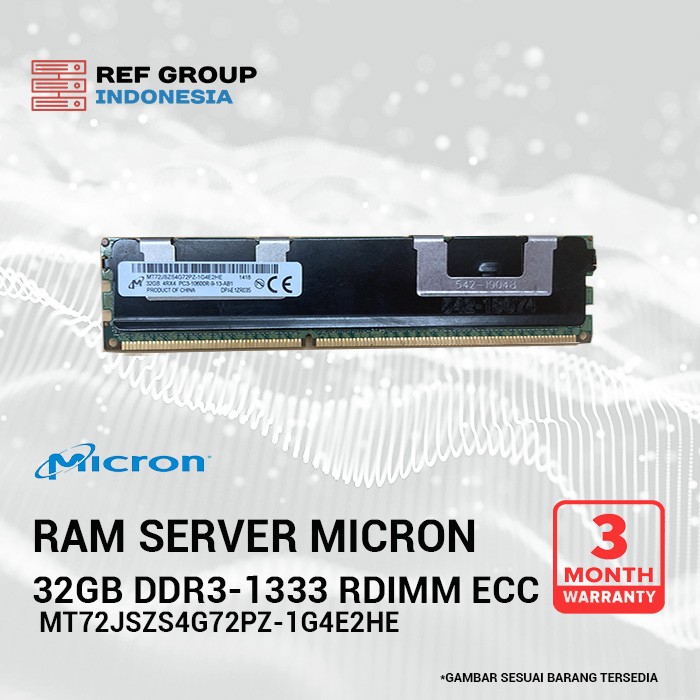 REF GROUP
INDONESIA
MT72JSZS4G72PZ-1G4E2HE 1418
32GB 4RX4 PC3-10600R-9-13-AB1
PRODUCT OF CHINA
542-19048
Micron
RAM SERVER MICRON
32GB DDR3-1333 RDIMM ECC
MT72JSZS4G72PZ-1G4E2HE
3
MONTH
WARRANTY
*GAMBAR SESUAI BARANG TERSEDIA